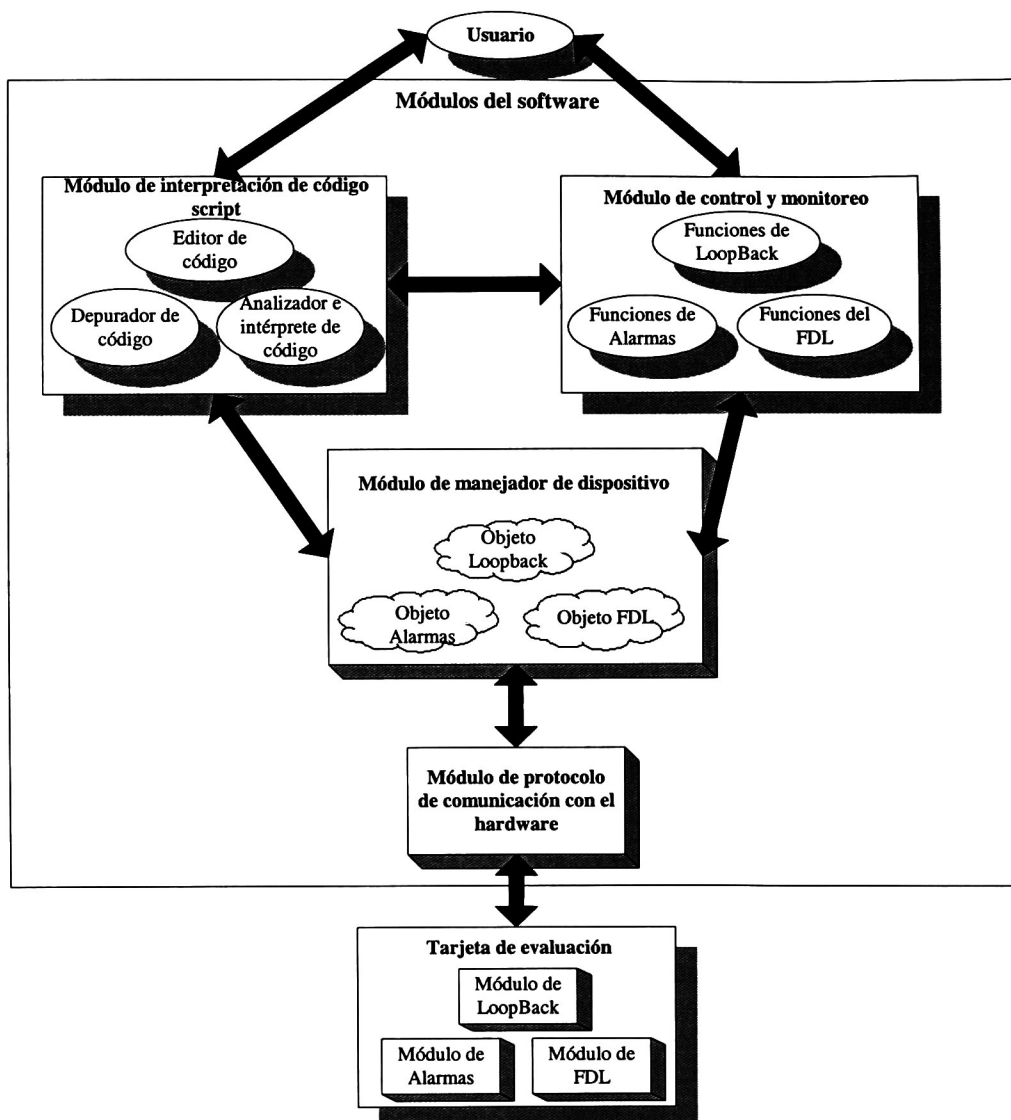 Usuario
Módulos del software
Módulo de interpretación de código
script
Editor de
código
Depurador de
código
Analizador e
intérprete de
código
Módulo de control y monitoreo
Funciones de
LoopBack
Funciones de
Alarmas
Funciones del
FDL
Módulo de manejador de dispositivo
Objeto
Loopback
Objeto
Alarmas
Objeto FDL
Módulo de protocolo
de comunicación con el
hardware
Tarjeta de evaluación
Módulo de
LoopBack
Módulo de
Alarmas
Módulo de
FDL